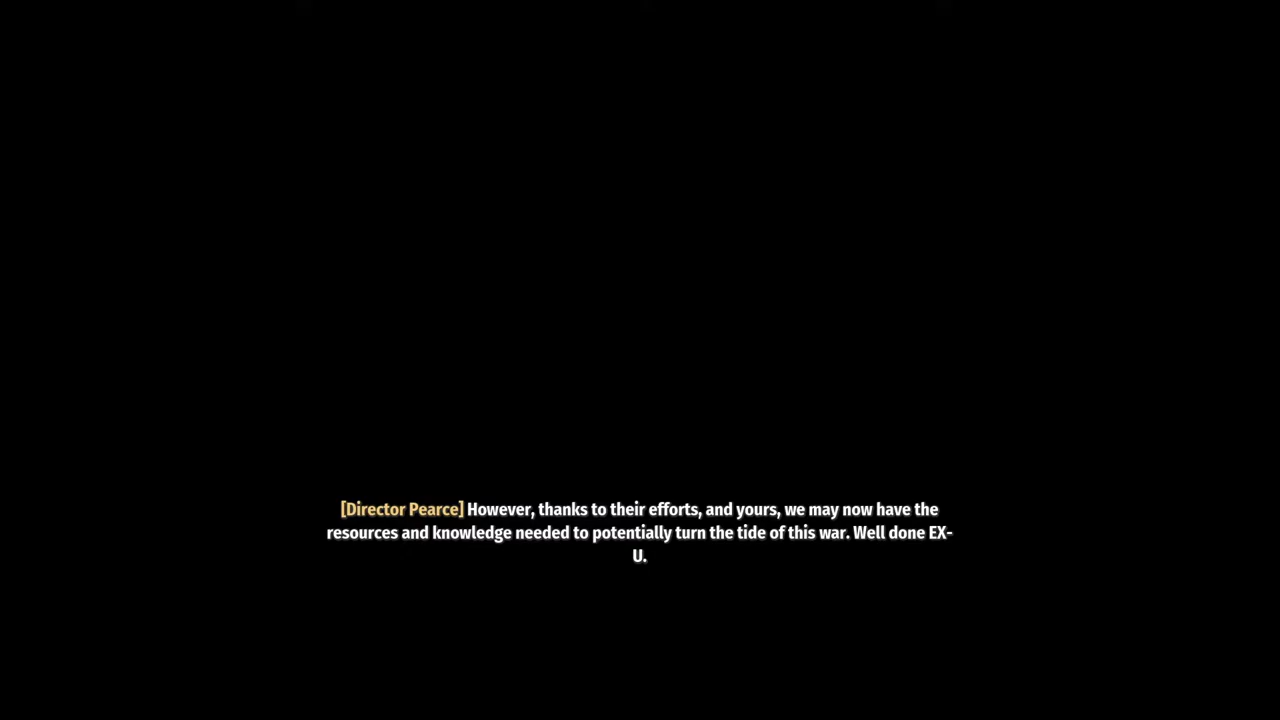 [Director Pearce] However, thanks to their efforts, and yours, we may now have the
resources and knowledge needed to potentially turn the tide of this war. Well done EX-
U.